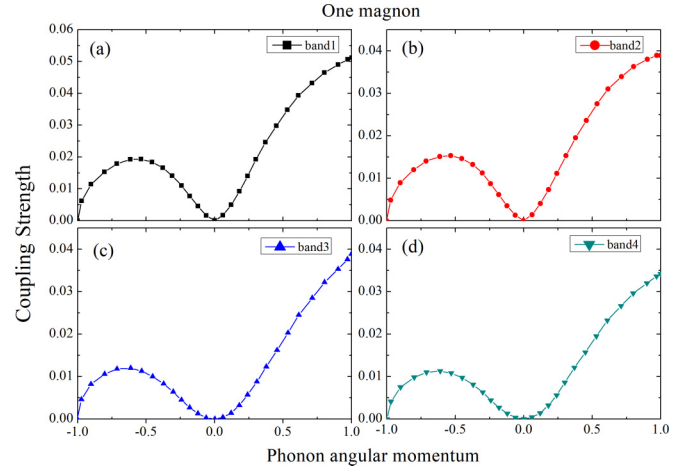 One magnon
(a)
band1
0.06
0.05
0.04
0.03
0.02
0.01
0.00
(b)
band2
0.04
0.03
0.02
0.01
0.00
Coupling Strength
(c)
band3
0.04
0.03
0.02
0.01
0.00
-1.0 -0.5 0.0 0.5 1.0
(d)
band4
0.04
0.03
0.02
0.01
0.00
-1.0 -0.5 0.0 0.5 1.0
Phonon angular momentum